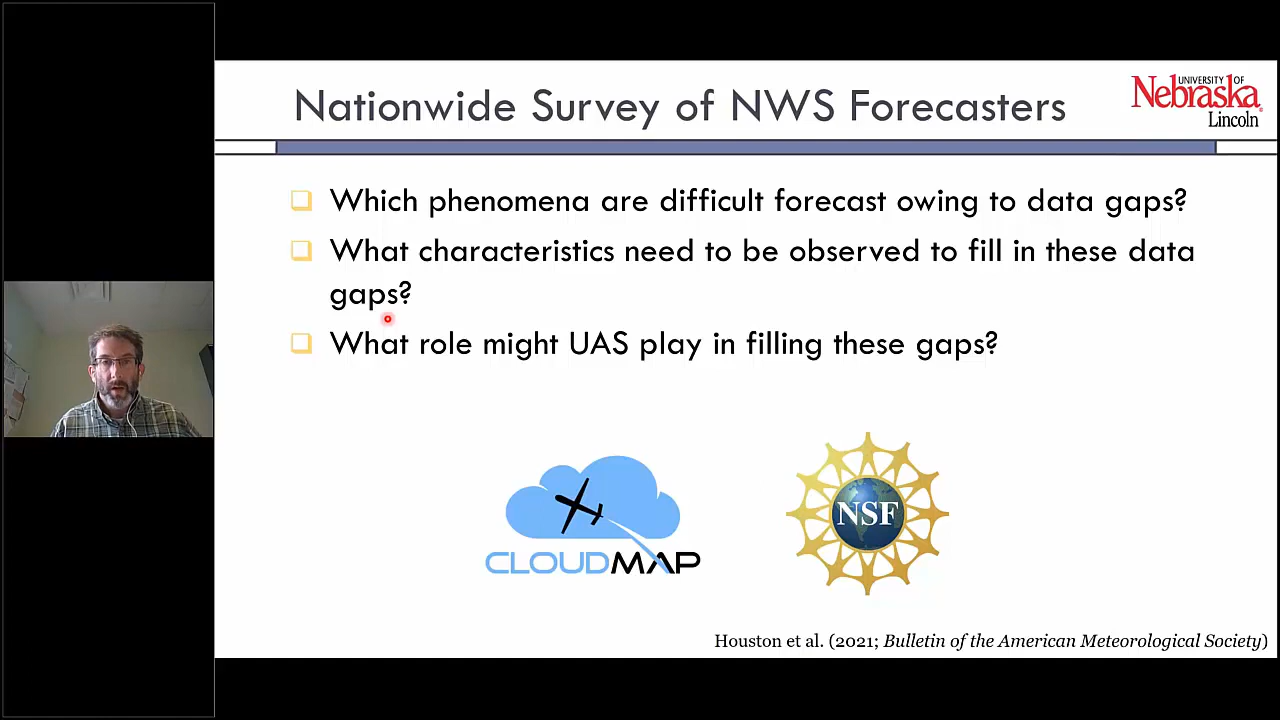 Nationwide Survey of NWS Forecasters
UNIVERSITY OF
Nebraska
Lincoln
Which phenomena are difficult forecast owing to data gaps?
What characteristics need to be observed to fill in these data
gaps?
What role might UAS play in filling these gaps?
CLOUDMAP
NSF
Houston et al. (2021; Bulletin of the American Meteorological Society)